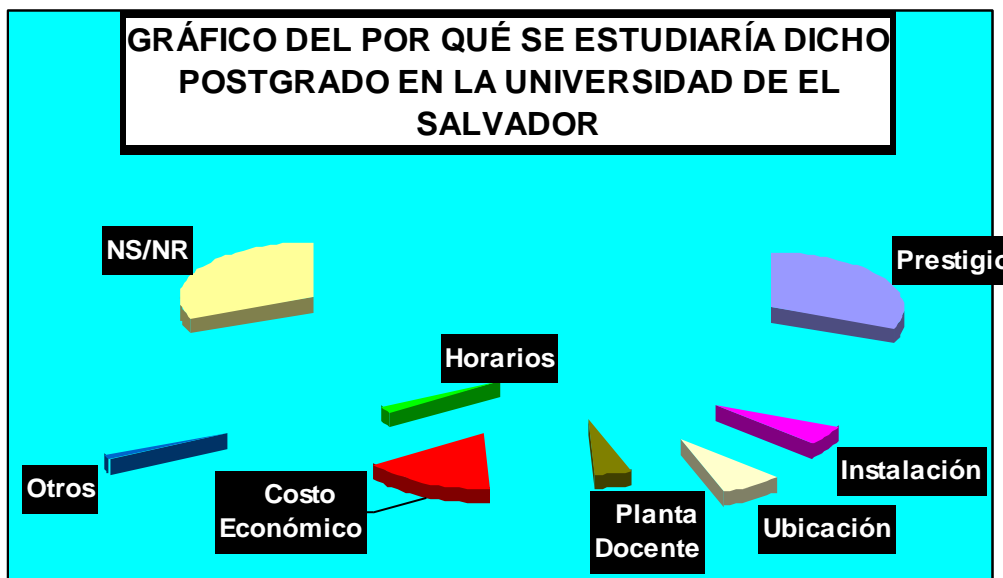 GRÁFICO DEL POR QUÉ SE ESTUDIARÍA DICHO
POSTGRADO EN LA UNIVERSIDAD DE EL
SALVADOR
NS/NR
Prestigio
Horarios
Otros
Costo
Económico
Planta
Docente
Ubicación
Instalación